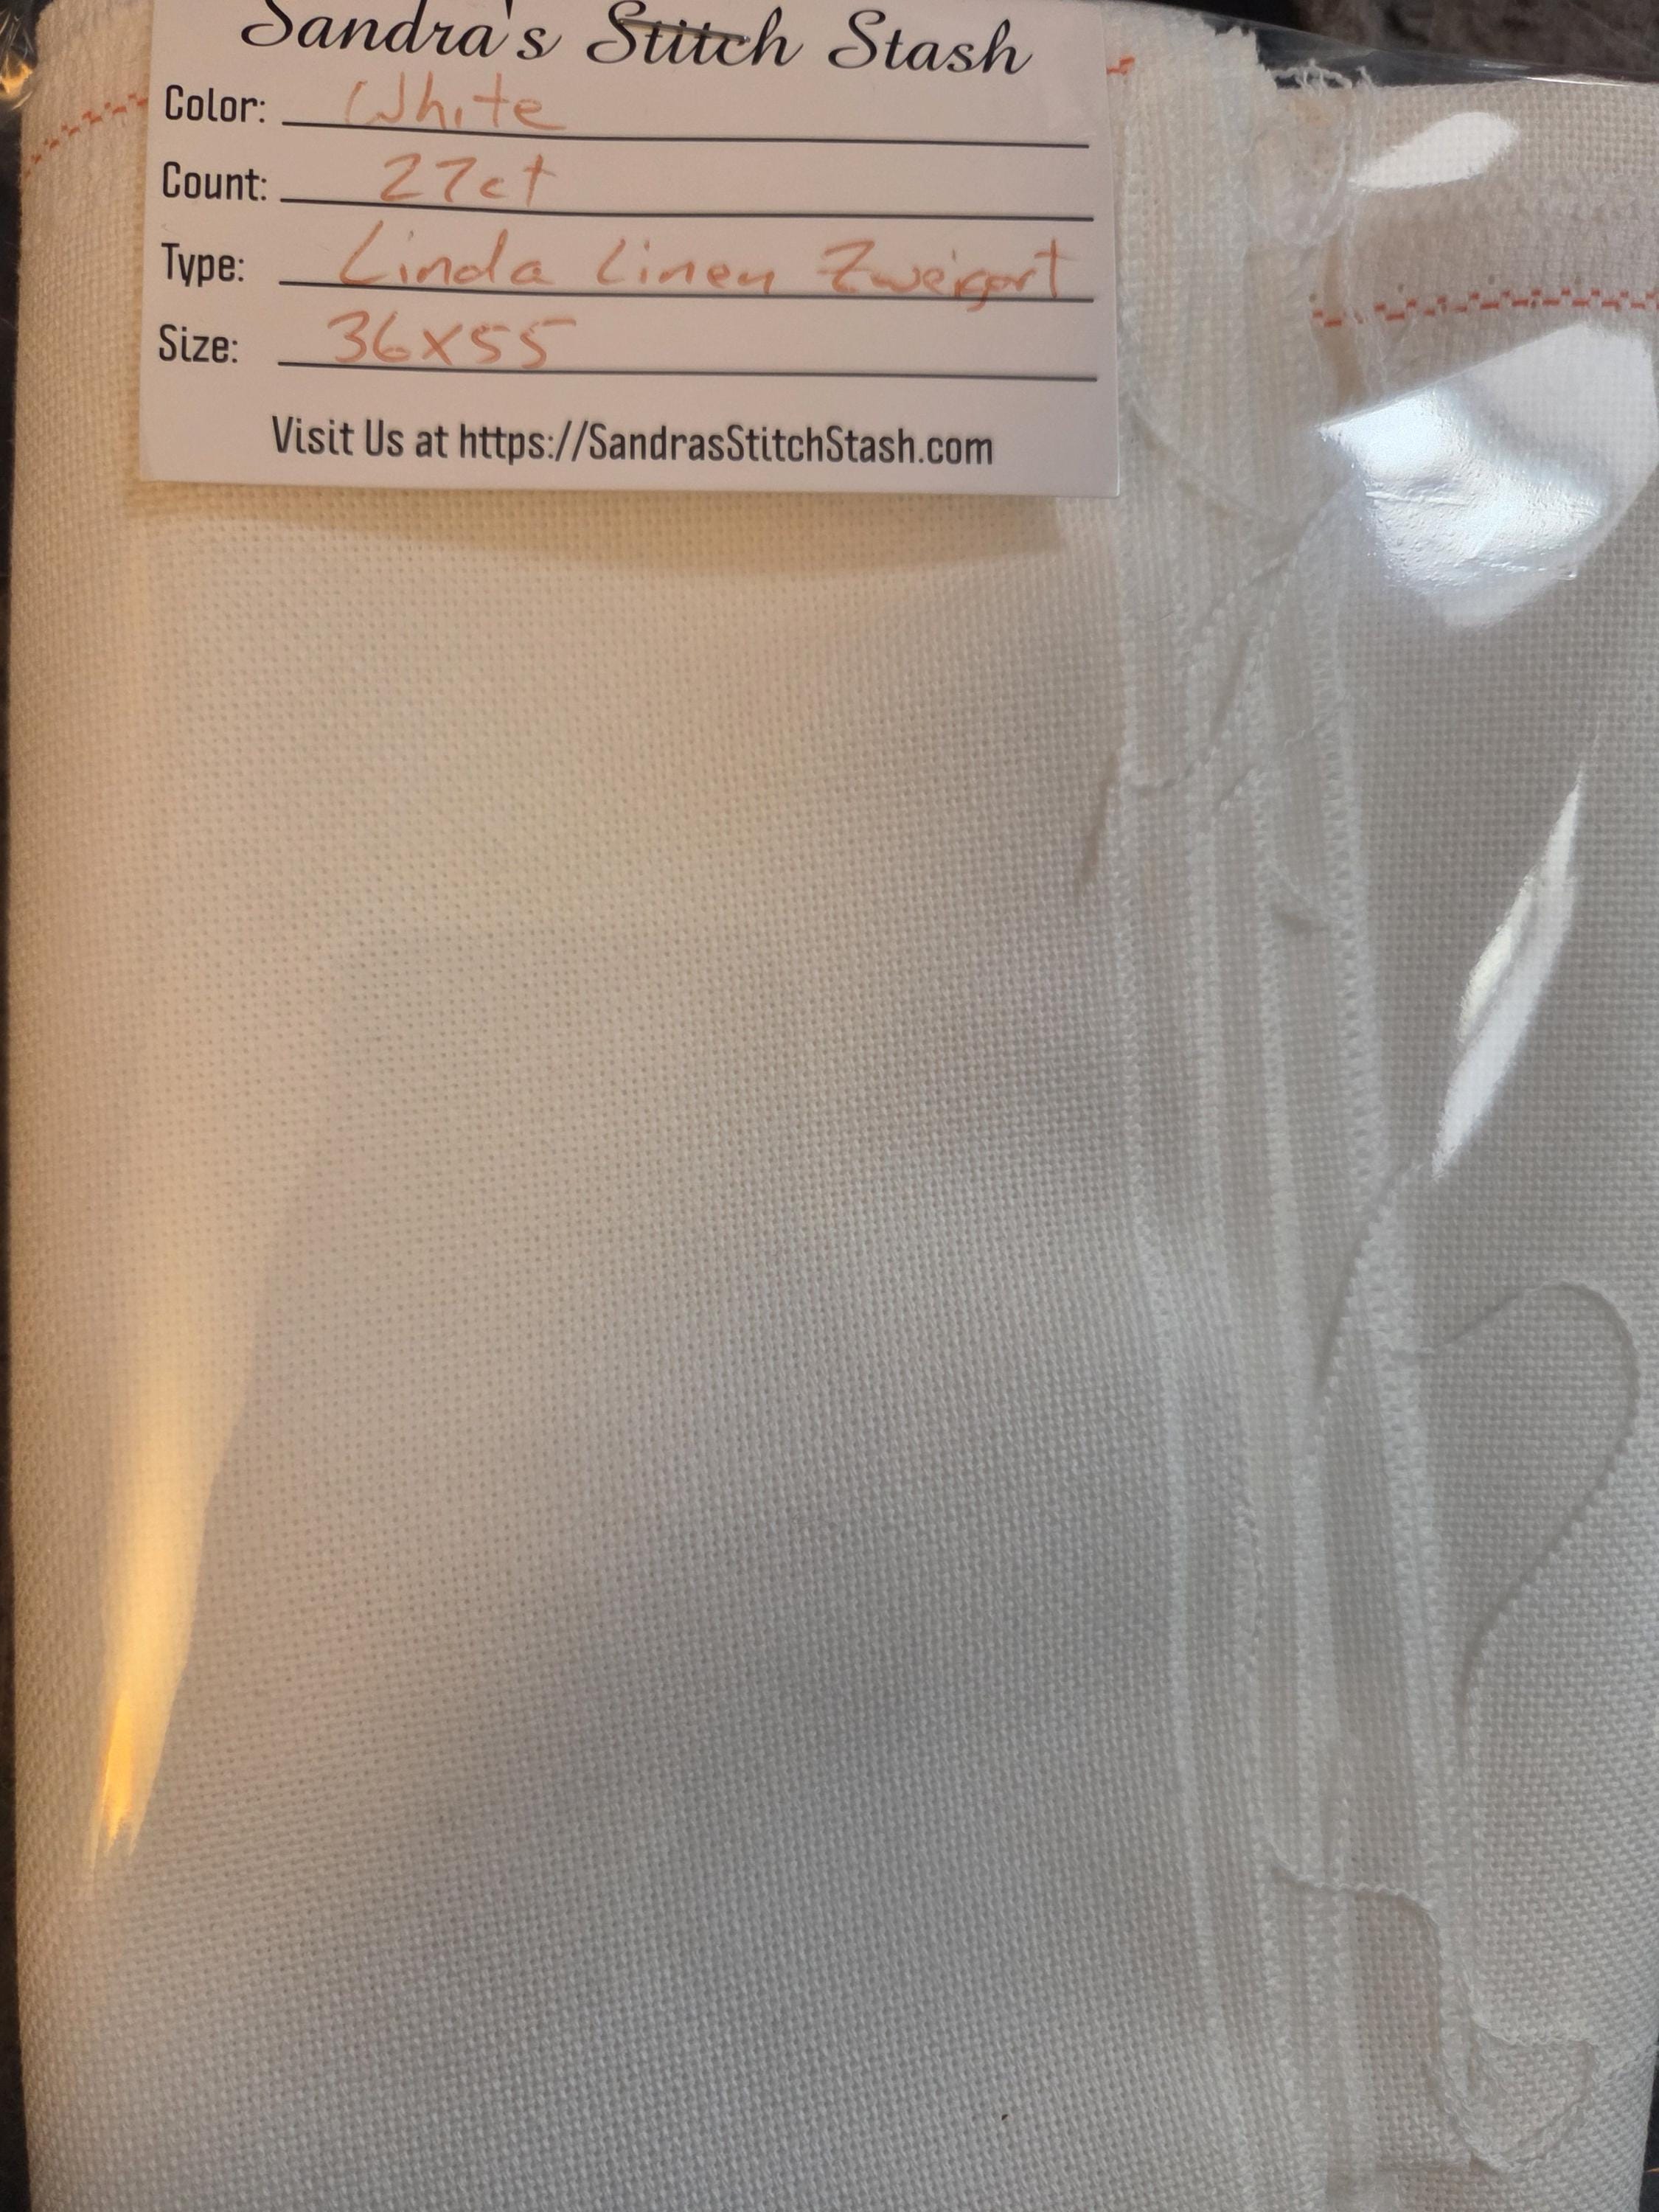 Sandra's Stitch Stash
Color: White
Count: 27ct
Type: Linda Linen Zweigart
Size: 36x55
Visit Us at https://SandrasStitchStash.com